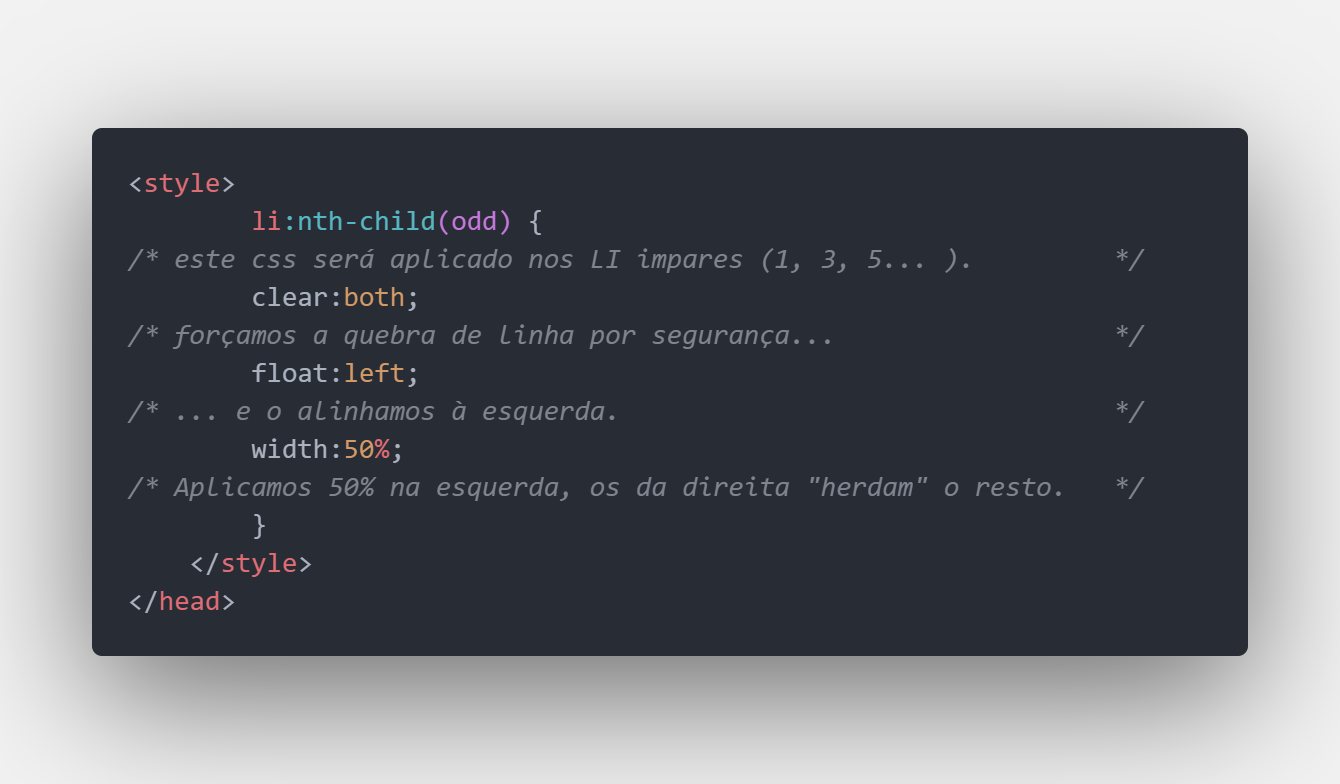 <style>
        li:nth-child(odd) {
/* este css será aplicado nos LI impares (1, 3, 5... ).         */
        clear:both;
/* forçamos a quebra de linha por segurança...                  */
        float:left;
/* ... e o alinhamos à esquerda.                                */
        width:50%;
/* Aplicamos 50% na esquerda, os da direita "herdam" o resto.   */
        }
    </style>
</head>